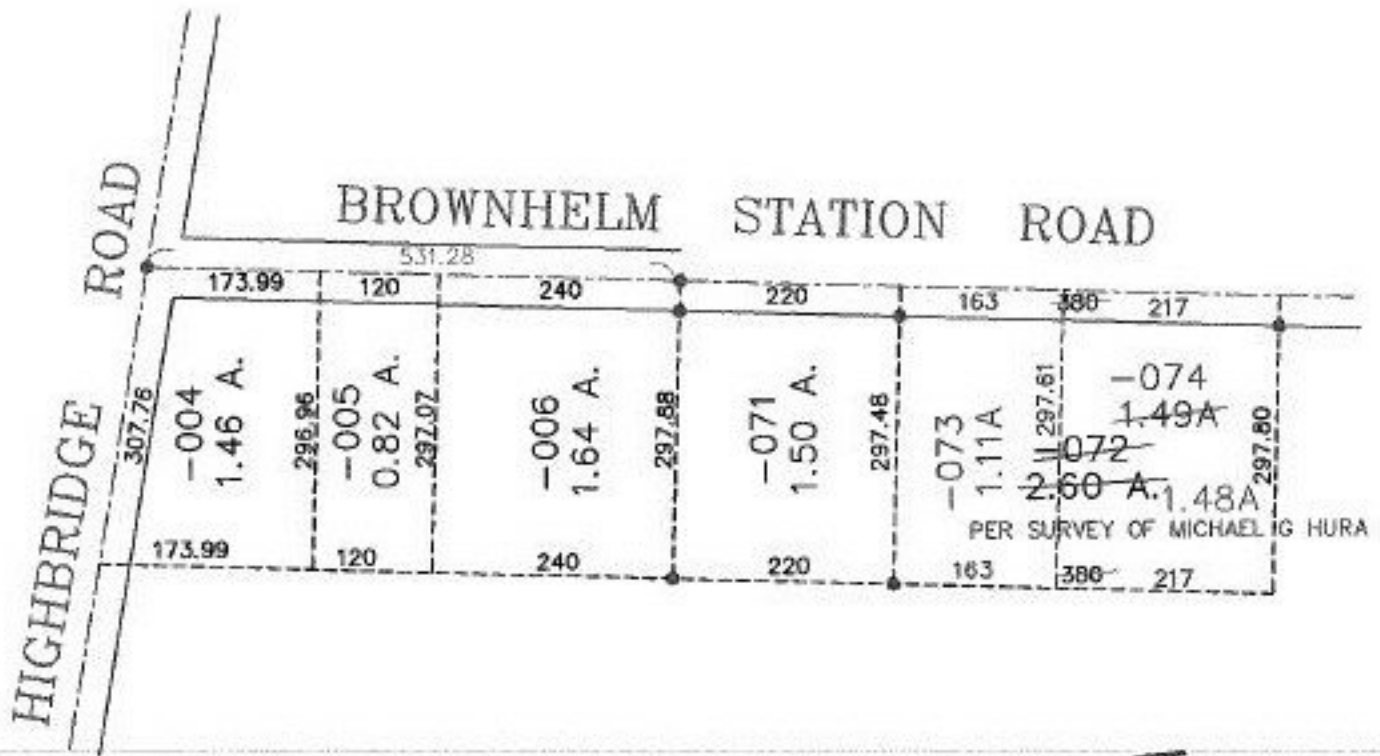 BROWNHELM STATION ROAD
HIGHBRIDGE ROAD
531.28
173.99 120 240 220 163 380 217
307.76
-004
1.46 A.
296.96
-005
0.82 A.
297.07
-006
1.64 A.
297.88
-071
1.50 A.
297.48
-073
1.11A
297.61
-074
1.49A
-072
2.60 A.
1.48A
297.80
PER SURVEY OF MICHAEL G HURA
173.99 120 240 220 163 380 217